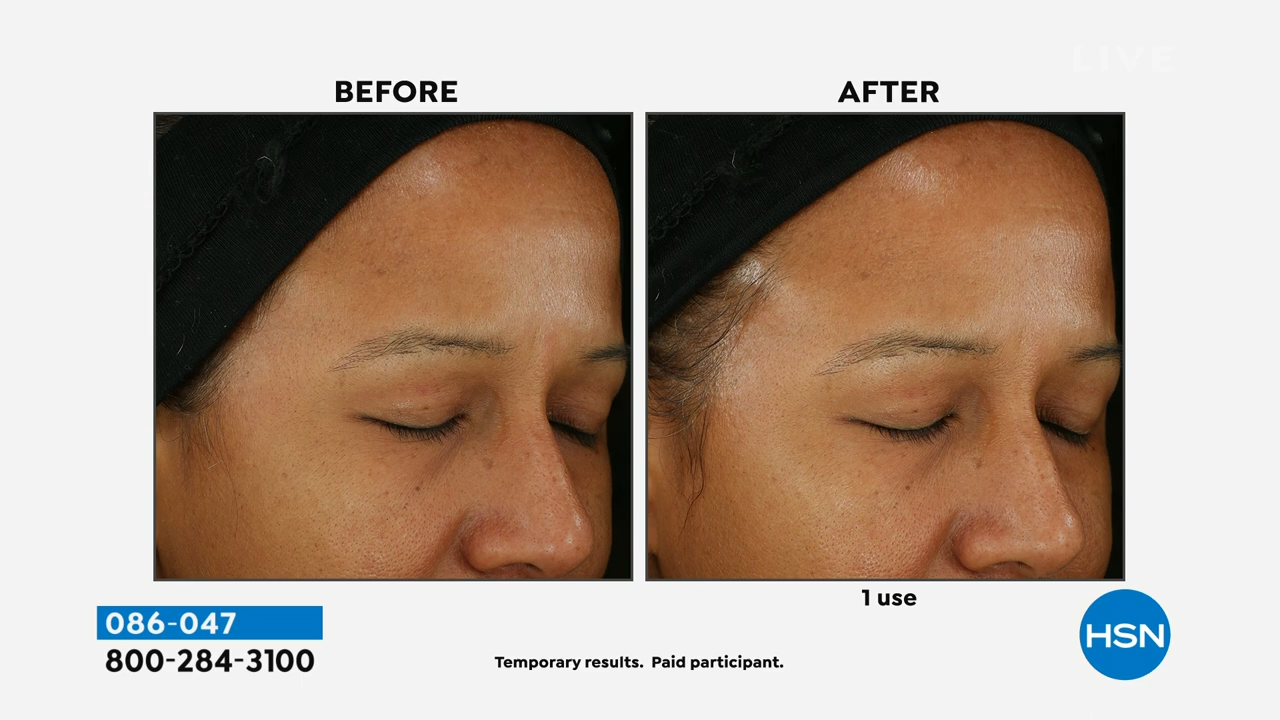 LIVE
BEFORE
AFTER
1 use
086-047
800-284-3100
Temporary results.  Paid participant.
HSN